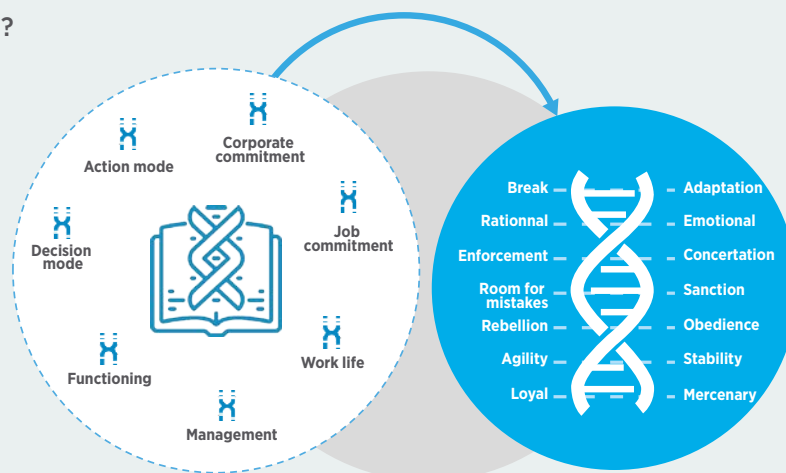 ?
Corporate
commitment
Action mode
Job
commitment
Decision
mode
Work life
Functioning
Management
Break
Adaptation
Rationnal
Emotional
Enforcement
Concertation
Room for
mistakes
Sanction
Rebellion
Obedience
Agility
Stability
Loyal
Mercenary